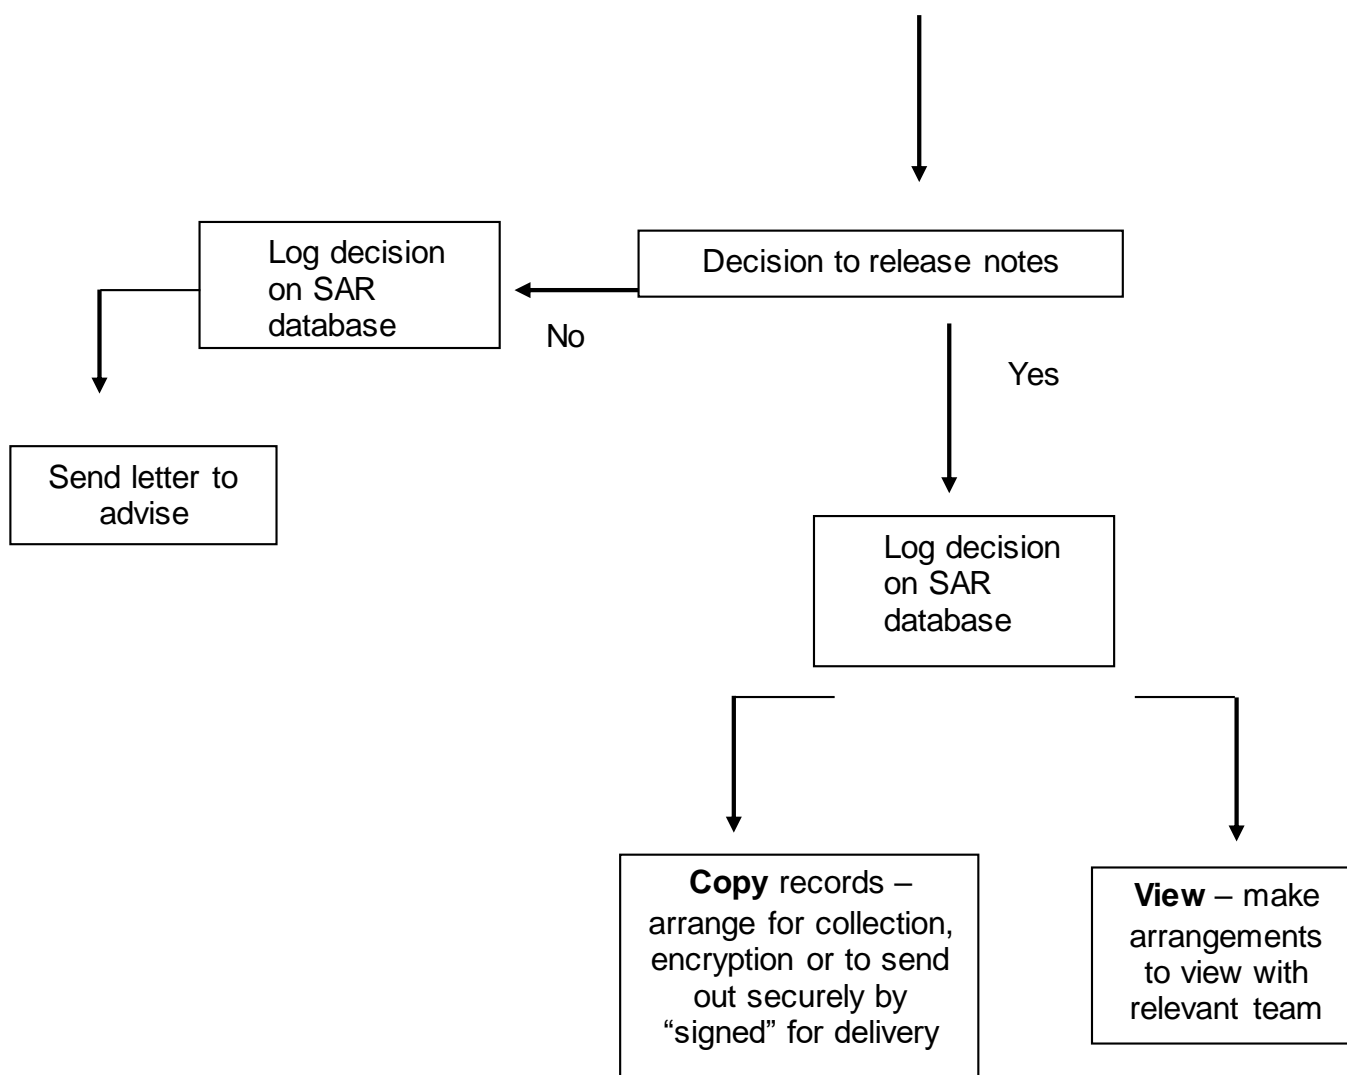 Log decision
on SAR
database
Decision to release notes
No
Yes
Send letter to
advise
Log decision
on SAR
database
Copy records –
arrange for collection,
encryption or to send
out securely by
“signed” for delivery
View – make
arrangements
to view with
relevant team